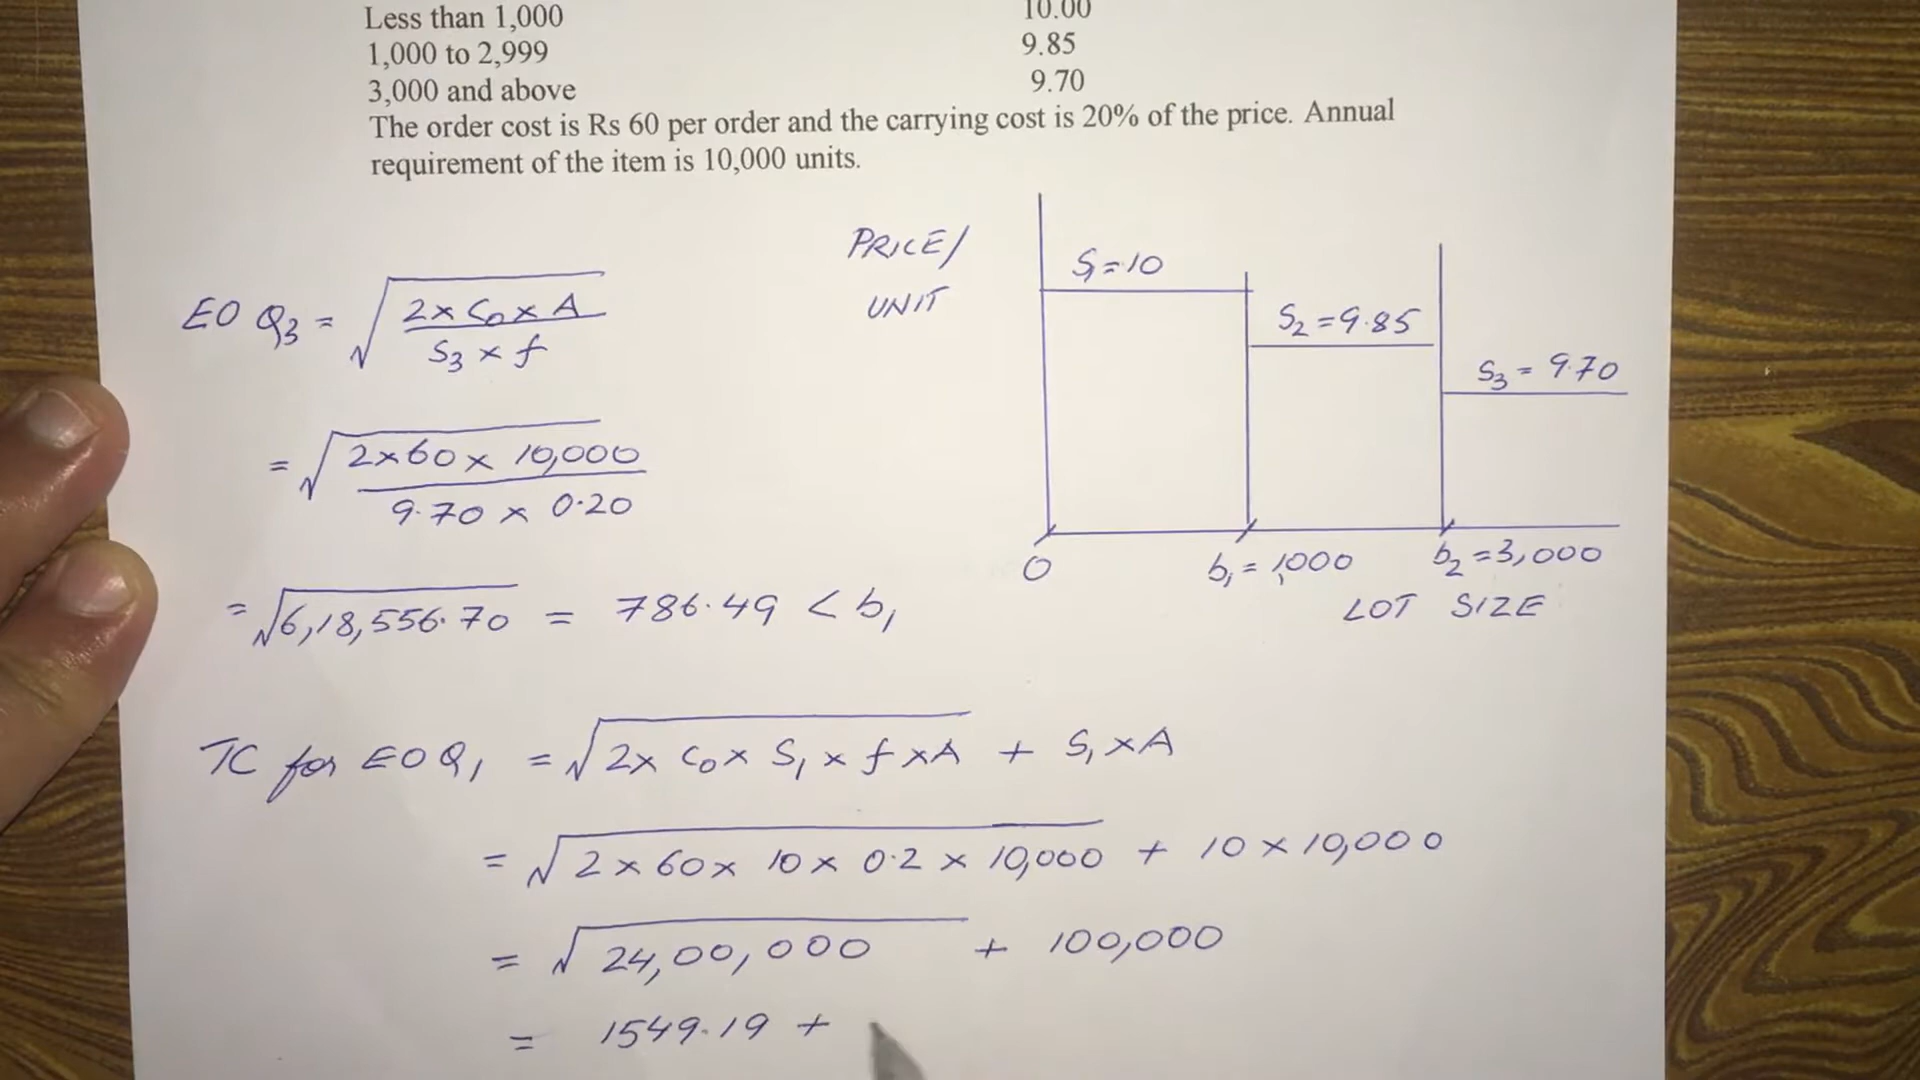 Less than 1,000 10.00
1,000 to 2,999 9.85
3,000 and above 9.70
The order cost is Rs 60 per order and the carrying cost is 20% of the price. Annual
requirement of the item is 10,000 units.
PRICE/
UNIT
S₁=10
S₂=9.85
S₃=9.70
0
b₁=1,000
b₂=3,000
LOT SIZE
EOQ₃ = √(2×C₀×A / S₃×f)
= √(2×60×10,000 / 9.70×0.20)
= √6,18,556.70 = 786.49 < b₁
TC for EOQ₁ = √(2×C₀×S₁×f×A) + S₁×A
= √(2×60×10×0.2×10,000) + 10×10,000
= √24,00,000 + 100,000
= 1549.19 +